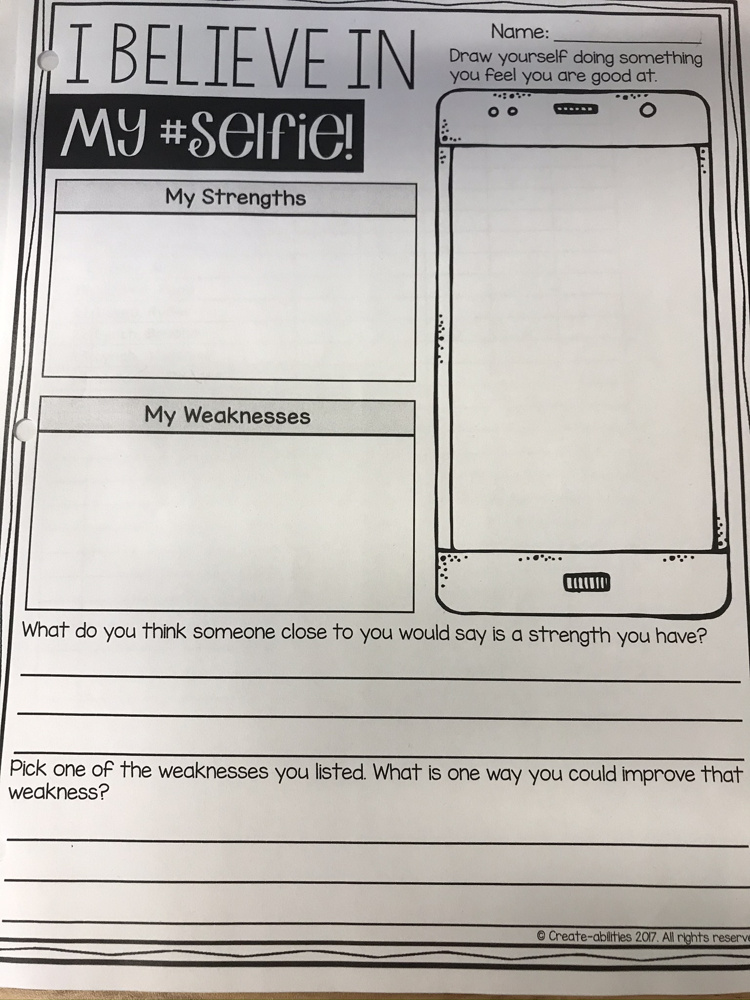 I BELIEVE IN
MY #Selfie!
Name:
Draw yourself doing something
you feel you are good at.
My Strengths
My Weaknesses
What do you think someone close to you would say is a strength you have?
Pick one of the weaknesses you listed. What is one way you could improve that
weakness?
© Create-abilities 2017. All rights reserve